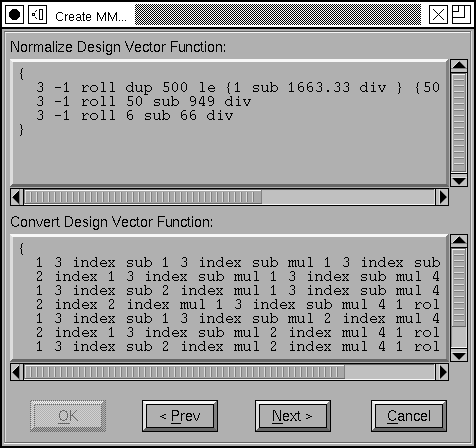 Create MM...
Normalize Design Vector Function:
{
3 -1 roll dup 500 le {1 sub 1663.33 div } {50
3 -1 roll 50 sub 949 div
3 -1 roll 6 sub 66 div
}
Convert Design Vector Function:
{
1 3 index sub 1 3 index sub mul 1 3 index sub
2 index 1 3 index sub mul 1 3 index sub mul 4
1 3 index sub 2 index mul 1 3 index sub mul 4
2 index 2 index mul 1 3 index sub mul 4 1 rol
1 3 index sub 1 3 index sub mul 2 index mul 4
2 index 1 3 index sub mul 2 index mul 4 1 rol
1 3 index sub 2 index mul 2 index mul 4 1 rol
OK
< Prev
Next >
Cancel